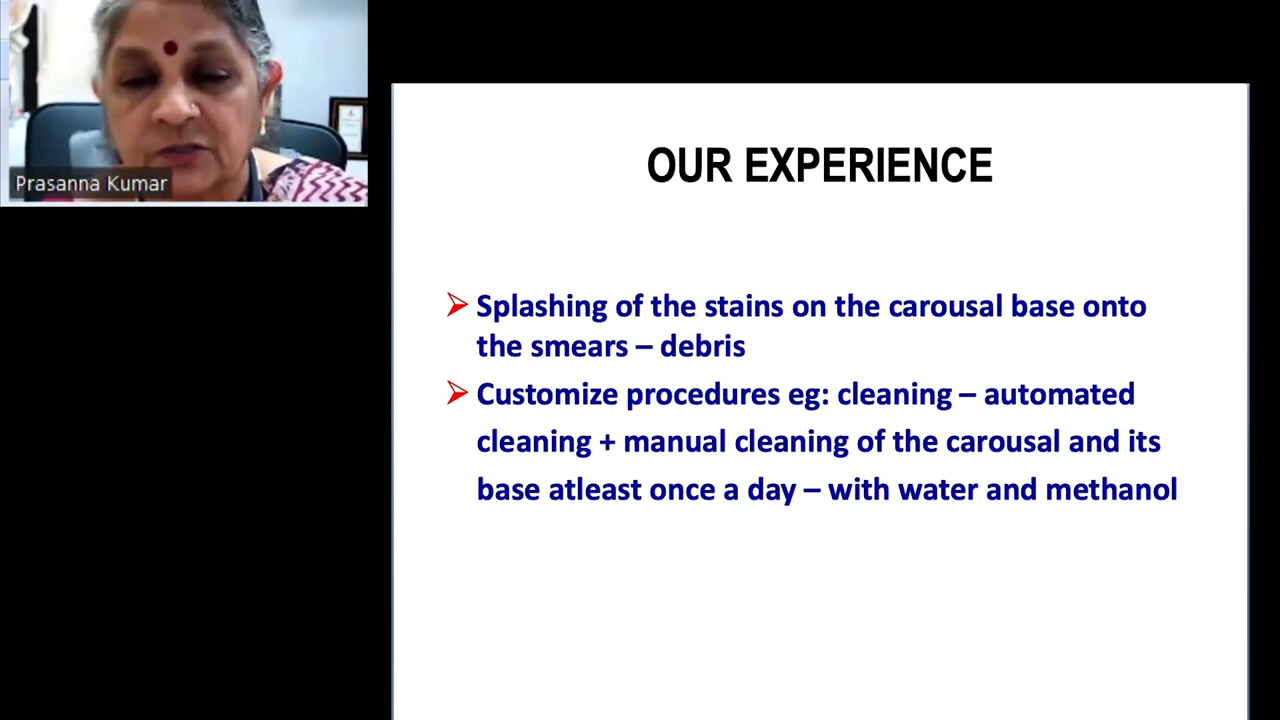 Prasanna Kumar
OUR EXPERIENCE
Splashing of the stains on the carousal base onto
the smears – debris
Customize procedures eg: cleaning – automated
cleaning + manual cleaning of the carousal and its
base atleast once a day – with water and methanol